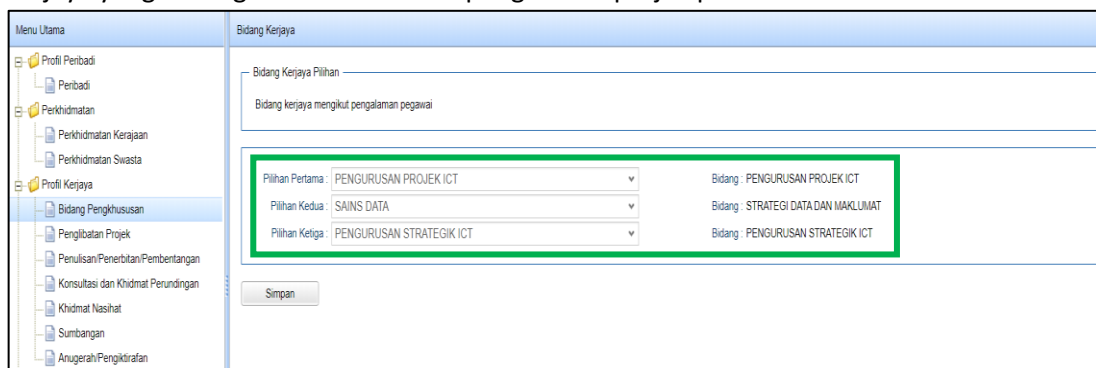 Menu Utama
Profil Peribadi
Peribadi
Perkhidmatan
Perkhidmatan Kerajaan
Perkhidmatan Swasta
Profil Kerjaya
Bidang Pengkhususan
Penglibatan Projek
Penulisan/Penerbitan/Pembentangan
Konsultasi dan Khidmat Perundingan
Khidmat Nasihat
Sumbangan
Anugerah/Pengiktirafan
Bidang Kerjaya
Bidang Kerjaya Pilihan
Bidang kerjaya mengikut pengalaman pegawai
Pilihan Pertama : PENGURUSAN PROJEK ICT Bidang : PENGURUSAN PROJEK ICT
Pilihan Kedua : SAINS DATA Bidang : STRATEGI DATA DAN MAKLUMAT
Pilihan Ketiga : PENGURUSAN STRATEGIK ICT Bidang : PENGURUSAN STRATEGIK ICT
Simpan